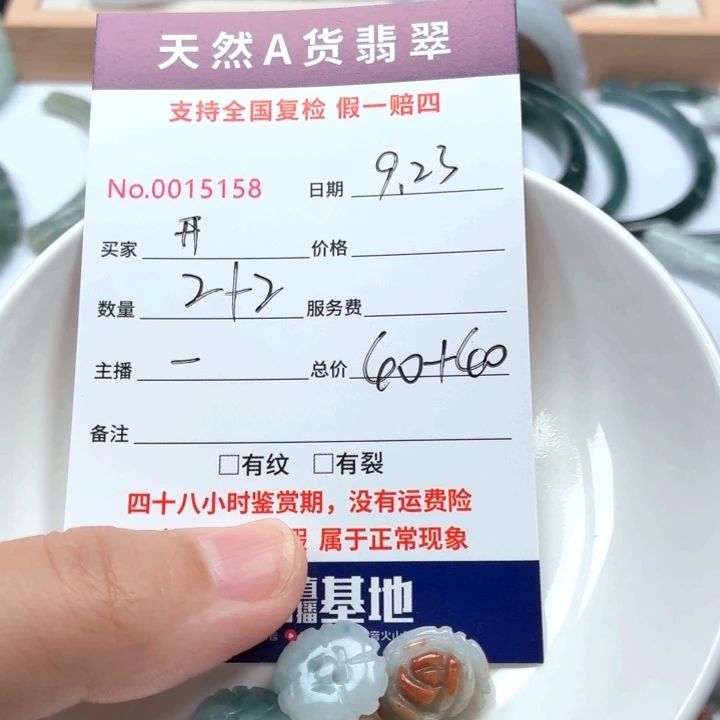 天然A货翡翠
支持全国复检 假一赔四
No.0015158 日期 9.23
买家 开 价格
数量 2+2 服务费
主播 一 总价 60+60
备注
□有纹 □有裂
四十八小时鉴赏期，没有运费险
属于正常现象
基地